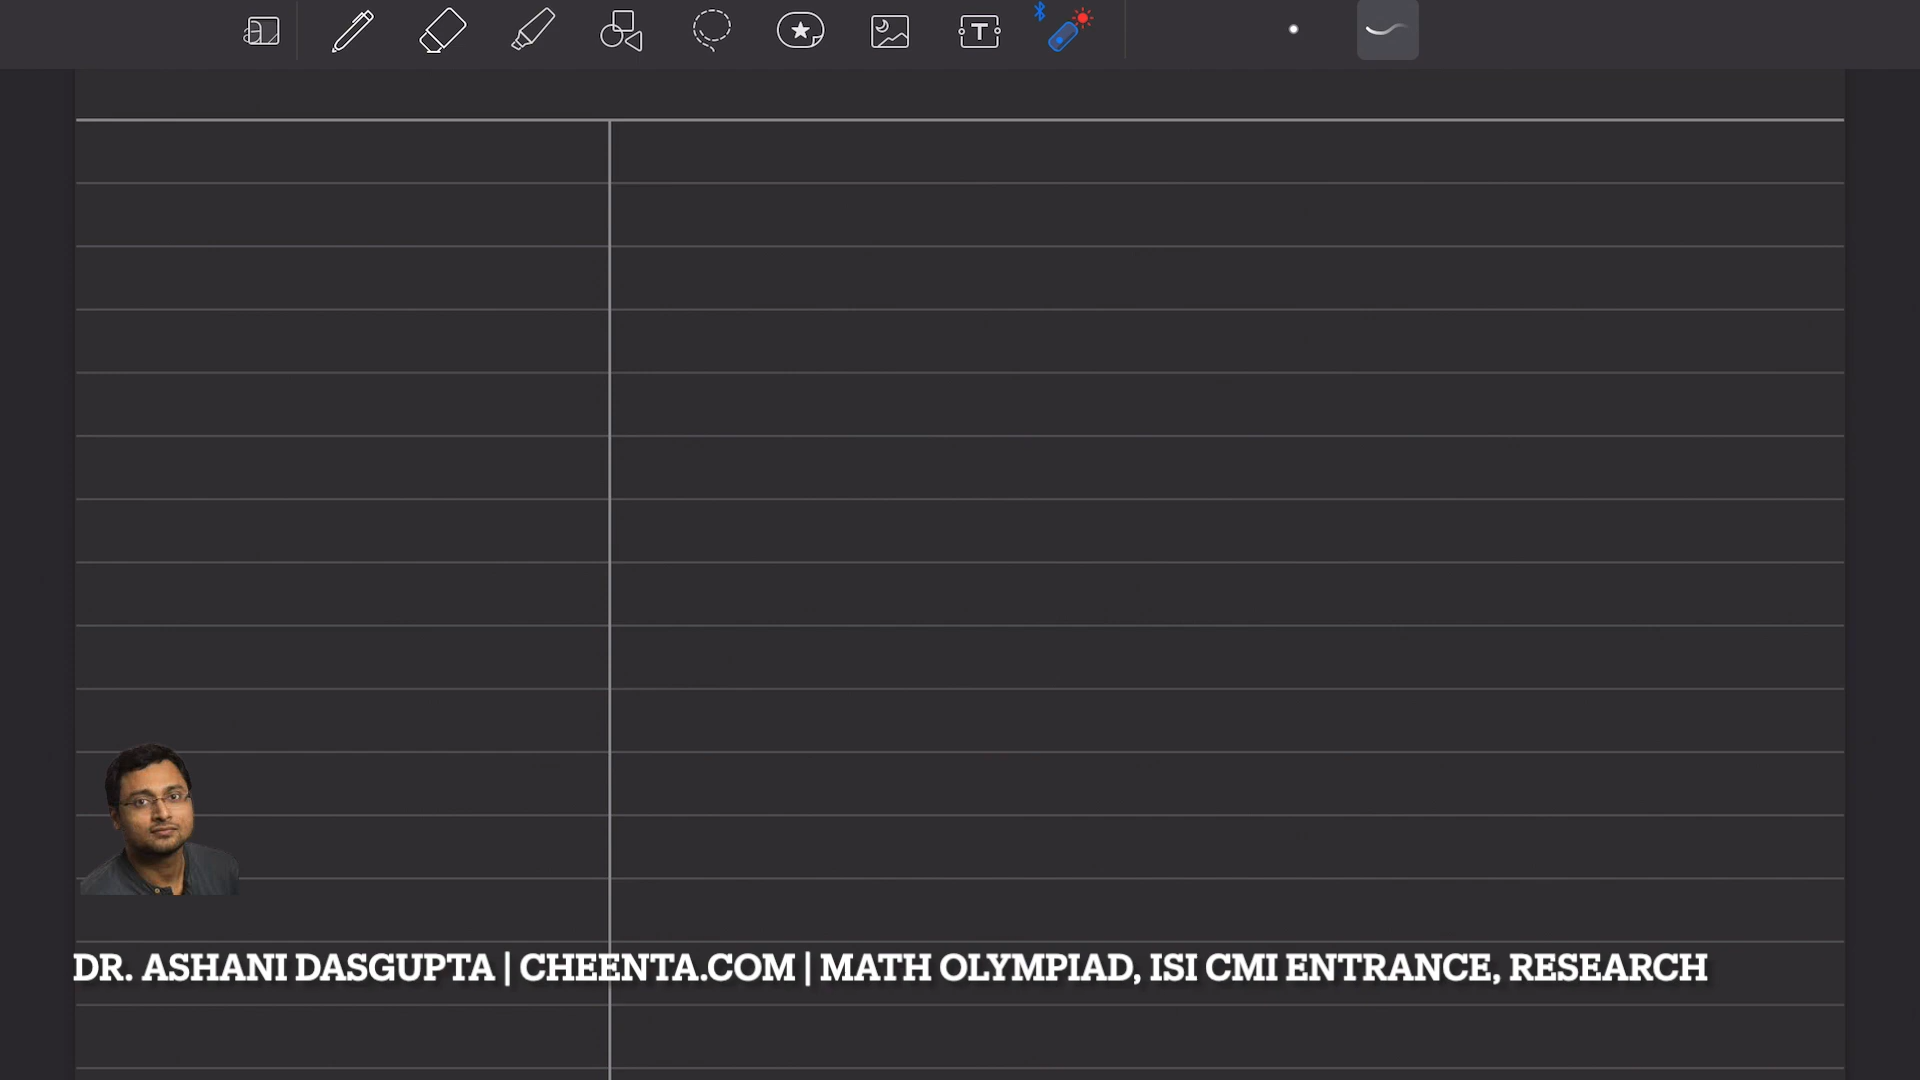 DR. ASHANI DASGUPTA | CHEENTA.COM | MATH OLYMPIAD, ISI CMI ENTRANCE, RESEARCH